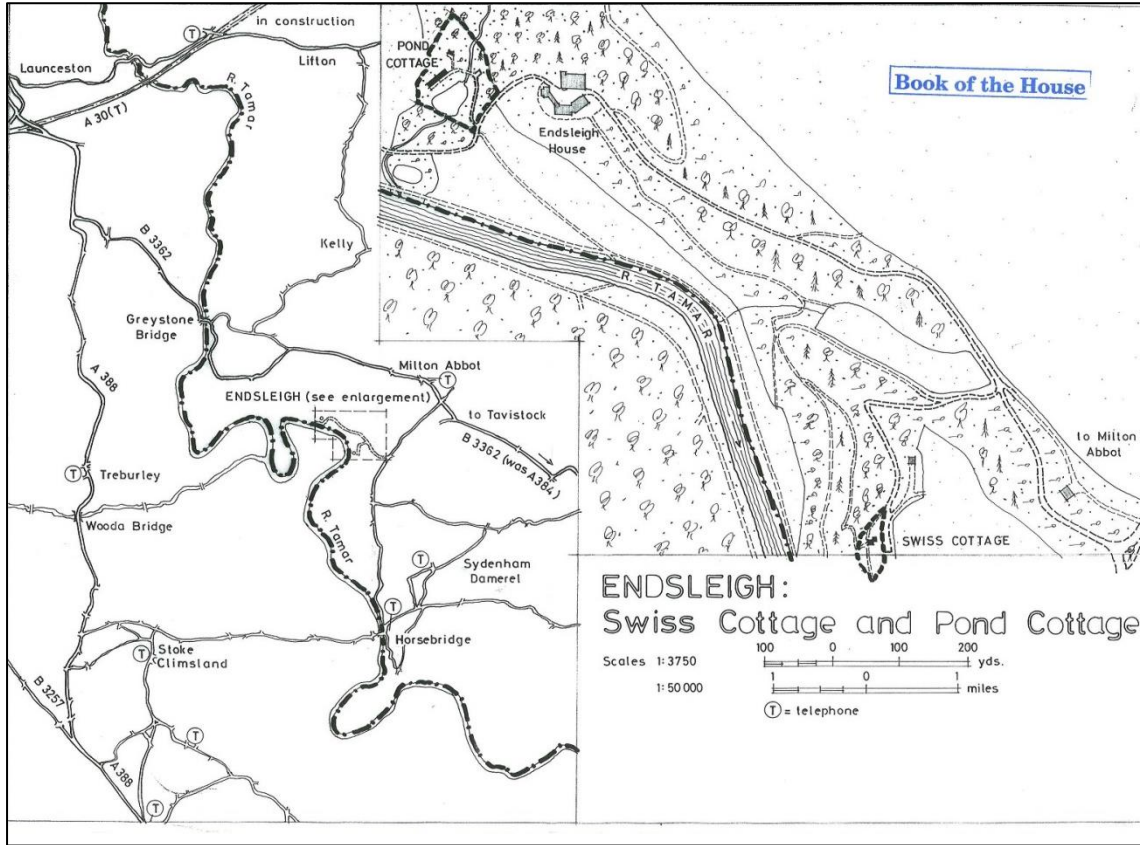 in construction
Launceston
Lifton
R. Tamar
A 30(T)
B 3362
Kelly
Greystone
Bridge
A 388
Milton Abbot
ENDSLEIGH (see enlargement)
to Tavistock
B 3362 (was A384)
Treburley
Wooda Bridge
R. Tamar
Sydenham
Damerel
Horsebridge
Stoke
Climsland
B 3257
A 388
T
T
T
T
T
T
T
T
POND
COTTAGE
Endsleigh
House
Book of the House
R. TAMAR
to Milton
Abbot
SWISS COTTAGE
ENDSLEIGH:
Swiss Cottage and Pond Cottage
Scales 1:3750
100 0 100 200 yds.
1:50 000
1 0 1 miles
T = telephone